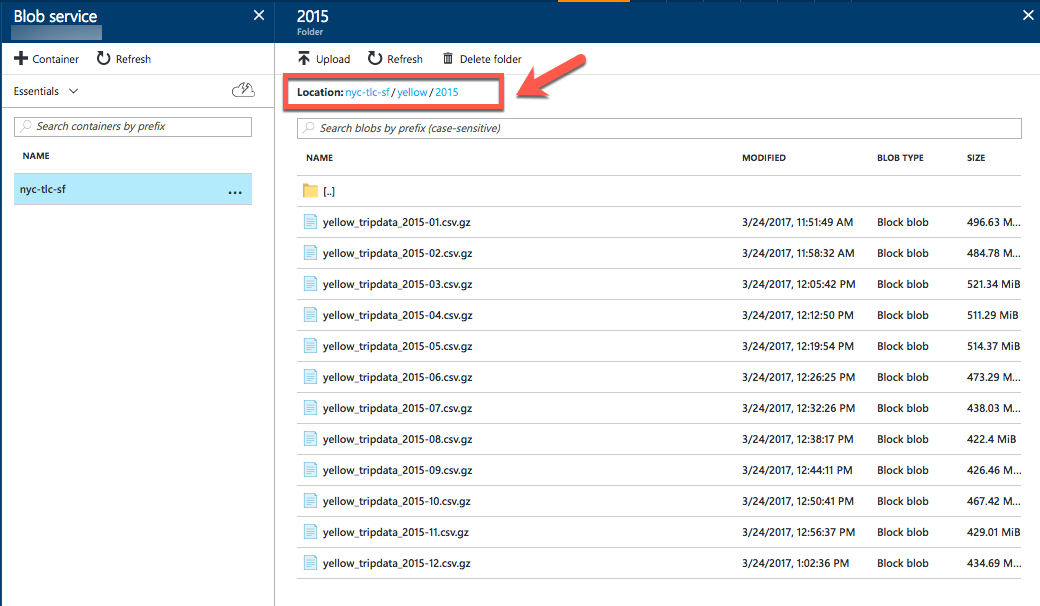 Blob service
2015
Folder
Container
Refresh
Upload
Refresh
Delete folder
Essentials
Location: nyc-tlc-sf / yellow / 2015
Search containers by prefix
Search blobs by prefix (case-sensitive)
NAME
nyc-tlc-sf ...
NAME MODIFIED BLOB TYPE SIZE
[..]
yellow_tripdata_2015-01.csv.gz 3/24/2017, 11:51:49 AM Block blob 496.63 M...
yellow_tripdata_2015-02.csv.gz 3/24/2017, 11:58:32 AM Block blob 484.78 M...
yellow_tripdata_2015-03.csv.gz 3/24/2017, 12:05:42 PM Block blob 521.34 MiB
yellow_tripdata_2015-04.csv.gz 3/24/2017, 12:12:50 PM Block blob 511.29 MiB
yellow_tripdata_2015-05.csv.gz 3/24/2017, 12:19:54 PM Block blob 514.37 MiB
yellow_tripdata_2015-06.csv.gz 3/24/2017, 12:26:25 PM Block blob 473.29 M...
yellow_tripdata_2015-07.csv.gz 3/24/2017, 12:32:26 PM Block blob 438.03 M...
yellow_tripdata_2015-08.csv.gz 3/24/2017, 12:38:17 PM Block blob 422.4 MiB
yellow_tripdata_2015-09.csv.gz 3/24/2017, 12:44:11 PM Block blob 426.46 M...
yellow_tripdata_2015-10.csv.gz 3/24/2017, 12:50:41 PM Block blob 467.42 M...
yellow_tripdata_2015-11.csv.gz 3/24/2017, 12:56:37 PM Block blob 429.01 MiB
yellow_tripdata_2015-12.csv.gz 3/24/2017, 1:02:36 PM Block blob 434.69 M...